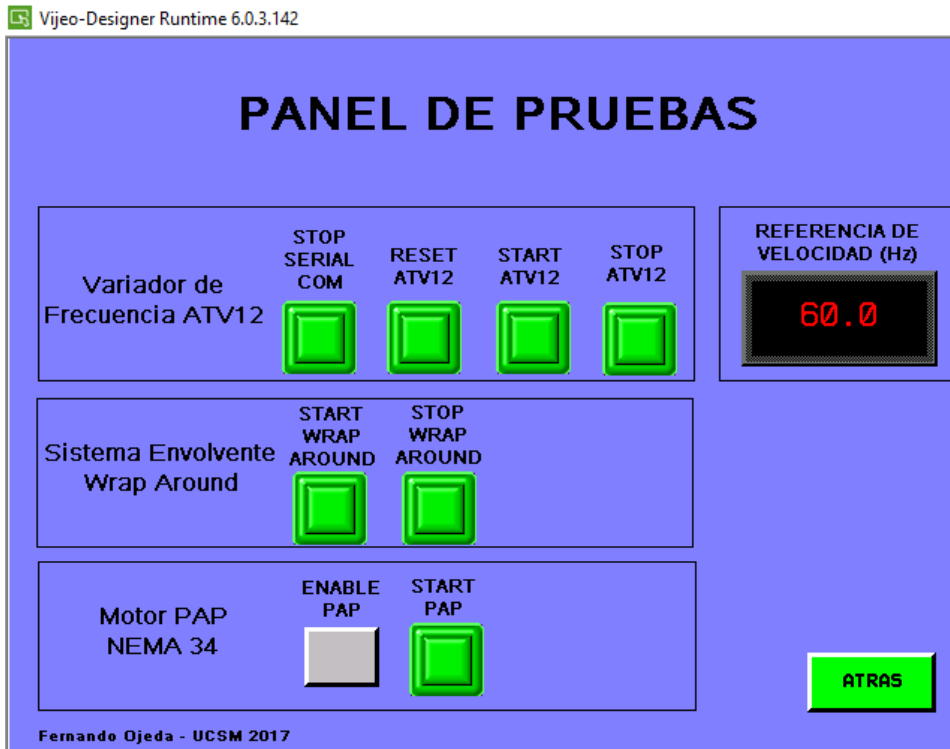 Vijeo-Designer Runtime 6.0.3.142
PANEL DE PRUEBAS
Variador de
Frecuencia ATV12
STOP
SERIAL
COM
RESET
ATV12
START
ATV12
STOP
ATV12
REFERENCIA DE
VELOCIDAD (Hz)
60.0
Sistema Envolvente
Wrap Around
START
WRAP
AROUND
STOP
WRAP
AROUND
Motor PAP
NEMA 34
ENABLE
PAP
START
PAP
ATRAS
Fernando Ojeda - UCSM 2017